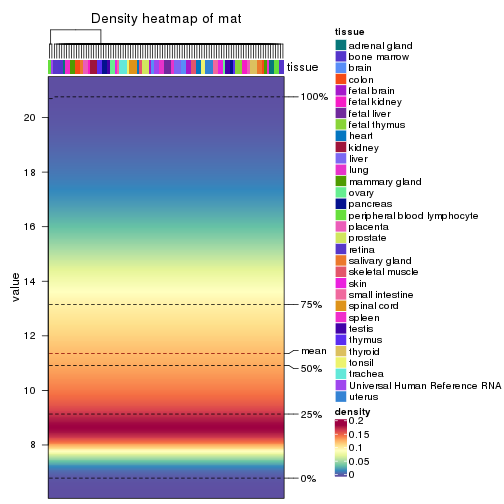 Density heatmap of mat
tissue
100%
75%
mean
50%
25%
0%
value
20
18
16
14
12
10
8
tissue
adrenal gland
bone marrow
brain
colon
fetal brain
fetal kidney
fetal liver
fetal thymus
heart
kidney
liver
lung
mammary gland
ovary
pancreas
peripheral blood lymphocyte
placenta
prostate
retina
salivary gland
skeletal muscle
skin
small intestine
spinal cord
spleen
testis
thymus
thyroid
tonsil
trachea
Universal Human Reference RNA
uterus
density
0.2
0.15
0.1
0.05
0